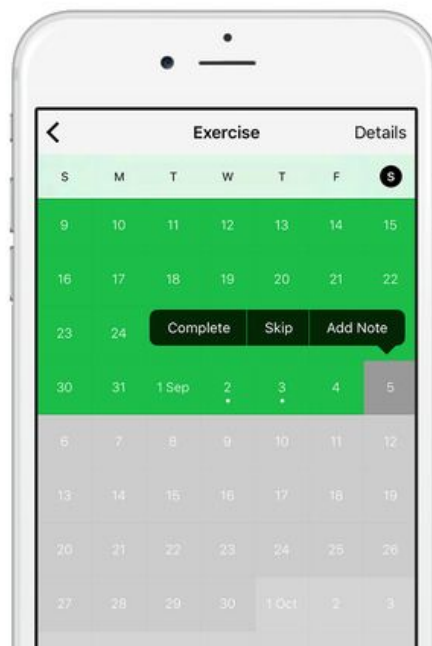 Exercise Details
S M T W T F S
9 10 11 12 13 14 15
16 17 18 19 20 21 22
23 24 Complete Skip Add Note
30 31 1 Sep 2 3 4 5
6 7 8 9 10 11 12
13 14 15 16 17 18 19
20 21 22 23 24 25 26
27 28 29 30 1 Oct 2 3